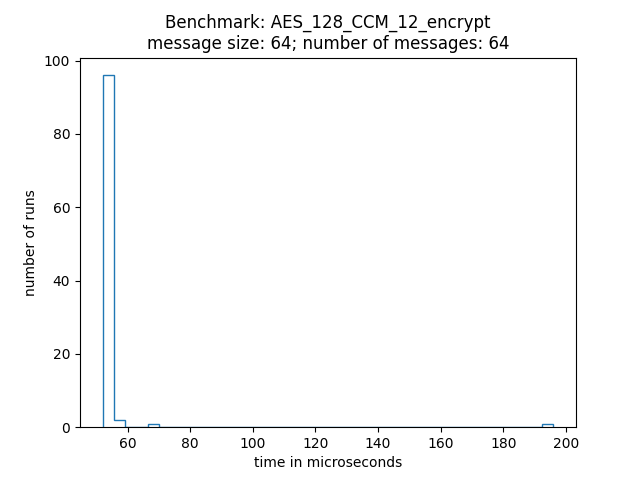 Benchmark: AES_128_CCM_12_encrypt
message size: 64; number of messages: 64
100
80
60
40
20
0
number of runs
60 80 100 120 140 160 180 200
time in microseconds